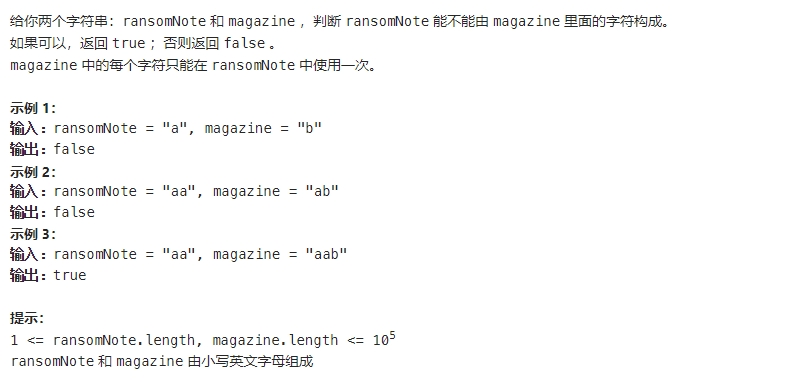 给你两个字符串：ransomNote 和 magazine ，判断 ransomNote 能不能由 magazine 里面的字符构成。
如果可以，返回 true ；否则返回 false 。
magazine 中的每个字符只能在 ransomNote 中使用一次。
示例 1：
输入：ransomNote = "a", magazine = "b"
输出：false
示例 2：
输入：ransomNote = "aa", magazine = "ab"
输出：false
示例 3：
输入：ransomNote = "aa", magazine = "aab"
输出：true
提示：
1 <= ransomNote.length, magazine.length <= 10⁵
ransomNote 和 magazine 由小写英文字母组成